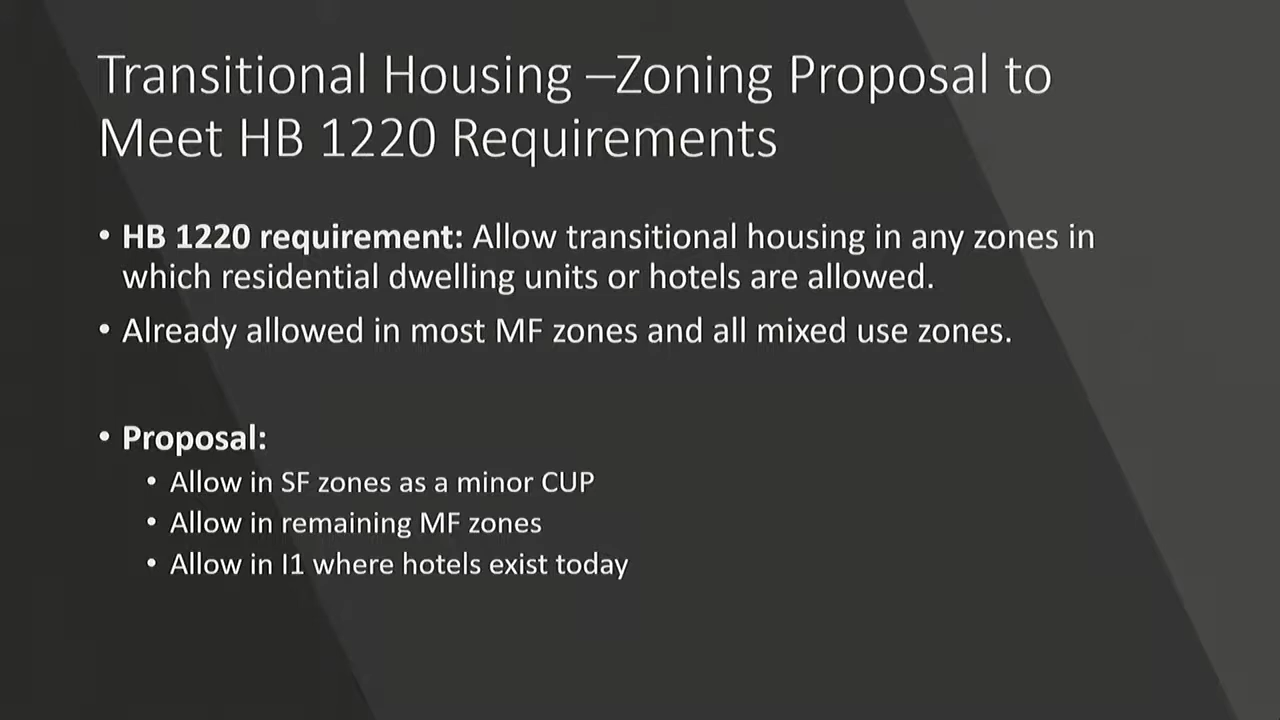 Transitional Housing –Zoning Proposal to
Meet HB 1220 Requirements
• HB 1220 requirement: Allow transitional housing in any zones in
which residential dwelling units or hotels are allowed.
• Already allowed in most MF zones and all mixed use zones.
• Proposal:
• Allow in SF zones as a minor CUP
• Allow in remaining MF zones
• Allow in I1 where hotels exist today